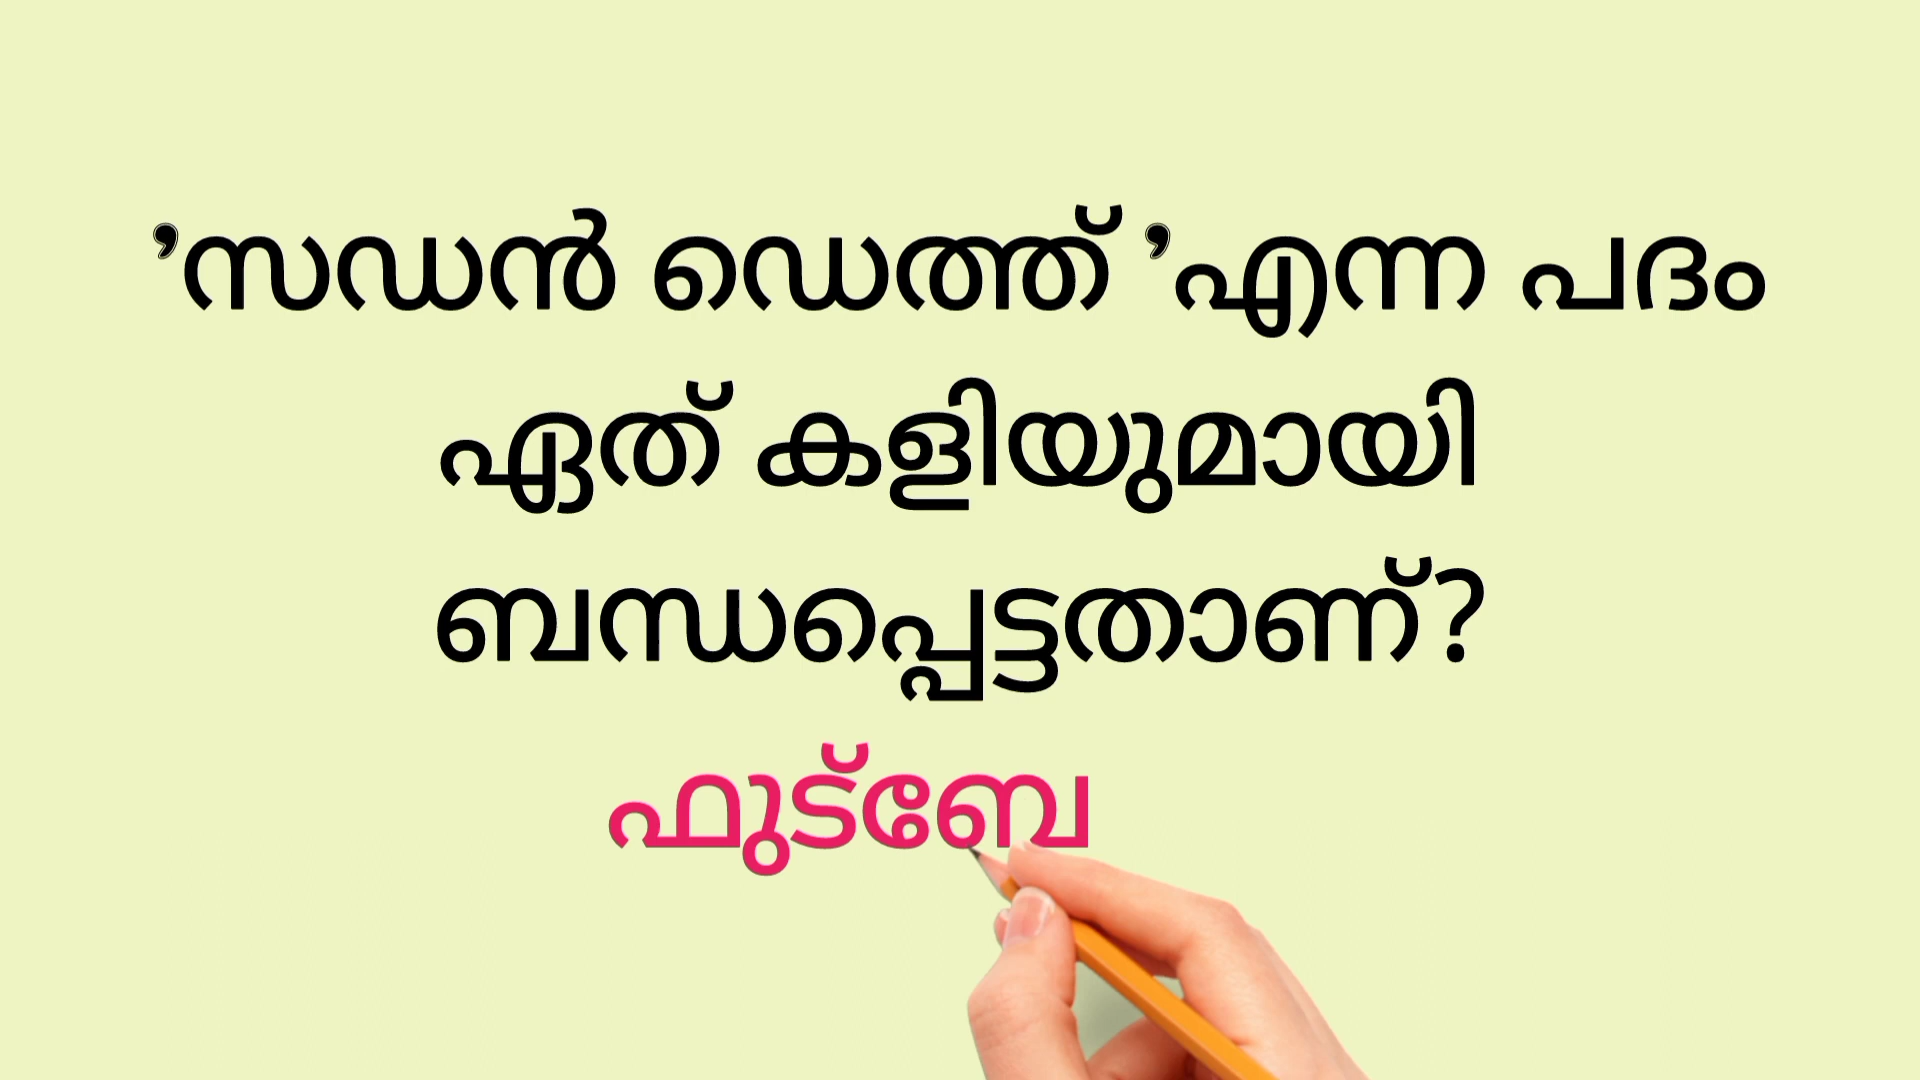 ’സഡൻ ഡെത്ത് ’എന്ന പദം
ഏത് കളിയുമായി
ബന്ധപ്പെട്ടതാണ്?
ഫുട്ബേ